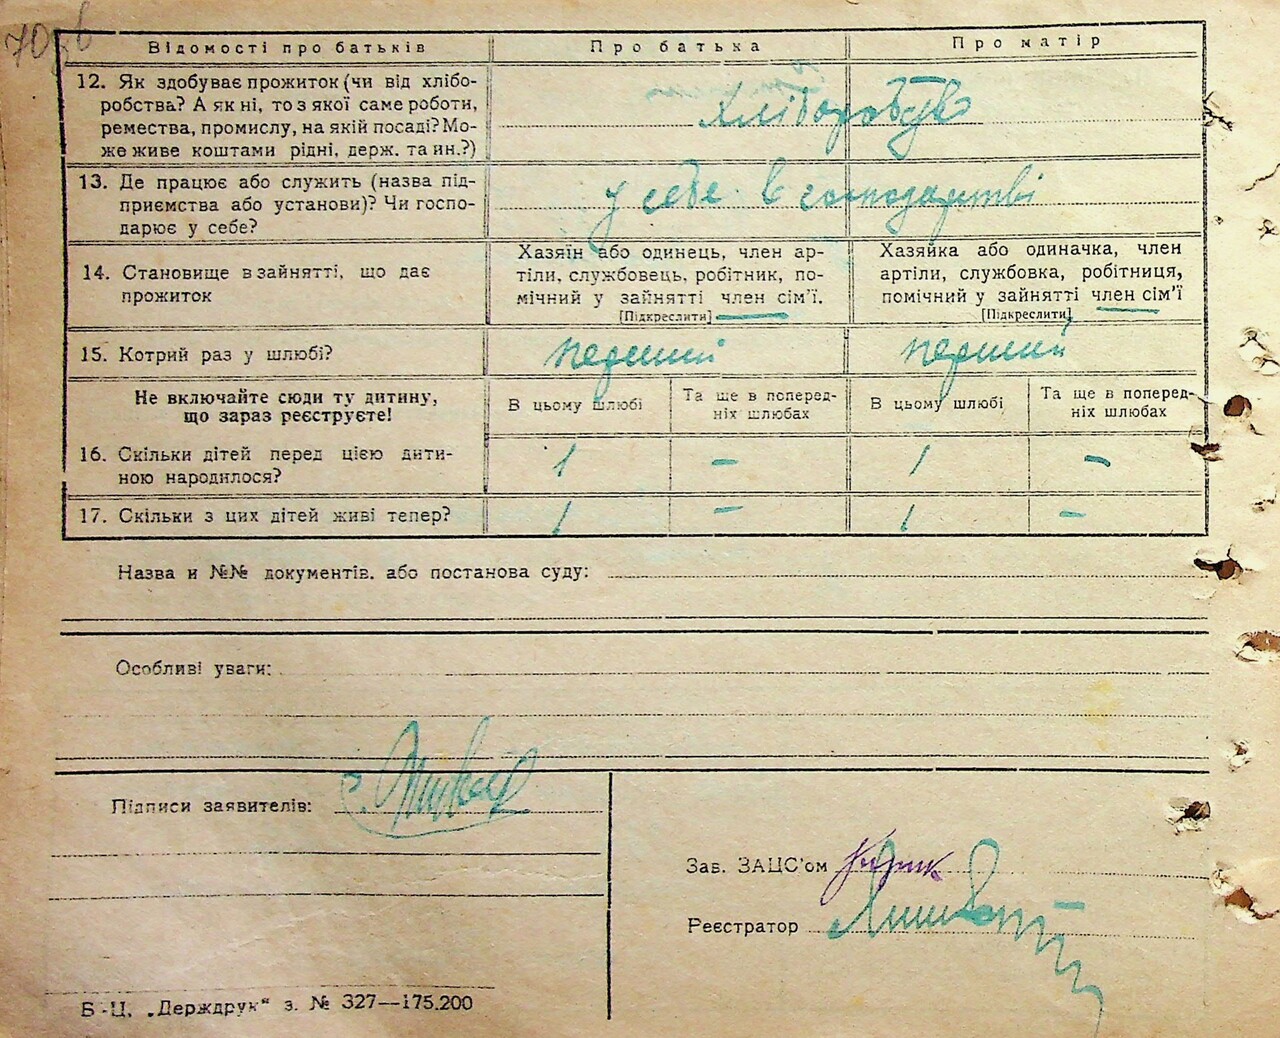 70зв
Відомості про батьків Про батька Про матір
12. Як здобуває прожиток (чи від хлібо-
робства? А як ні, то з якої саме роботи,
ремества, промислу, на якій посаді? Мо-
же живе коштами рідні, держ. та ин.?)
Хліборобство
13. Де працює або служить (назва під-
приємства або установи)? Чи госпо-
дарює у себе?
у себе в господарстві
14. Становище в зайнятті, що дає
прожиток
Хазяїн або одинець, член ар-
тіли, службовець, робітник, по-
мічний у зайнятті член сім'ї.
[Підкреслити]
Хазяйка або одиначка, член
артіли, службовка, робітниця,
помічний у зайнятті член сім'ї
[Підкреслити]
15. Котрий раз у шлюбі? первший первший
Не включайте сюди ту дитину,
що зараз реєструєте!
В цьому шлюбі
Та ще в поперед-
ніх шлюбах
В цьому шлюбі
Та ще в поперед-
ніх шлюбах
16. Скільки дітей перед цією дити-
ною народилося?
1 – 1 –
17. Скільки з цих дітей живі тепер? 1 – 1 –
Назва и №№ документів. або постанова суду:
Особливі уваги:
Підписи заявителів:
Зав. ЗАЦС'ом
Реєстратор
Б-Ц. „Держдрук“ з. № 327—175.200